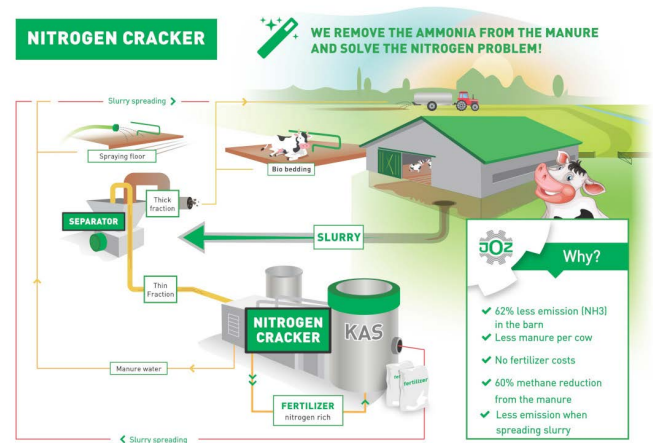 NITROGEN CRACKER
WE REMOVE THE AMMONIA FROM THE MANURE
AND SOLVE THE NITROGEN PROBLEM!
Slurry spreading
Spraying floor
Bio bedding
Thick
fraction
SEPARATOR
SLURRY
Thin
Fraction
NITROGEN
CRACKER
KAS
Manure water
FERTILIZER
nitrogen rich
fertilizer
Slurry spreading
JOZ
Why?
62% less emission (NH3)
in the barn
Less manure per cow
No fertilizer costs
60% methane reduction
from the manure
Less emission when
spreading slurry